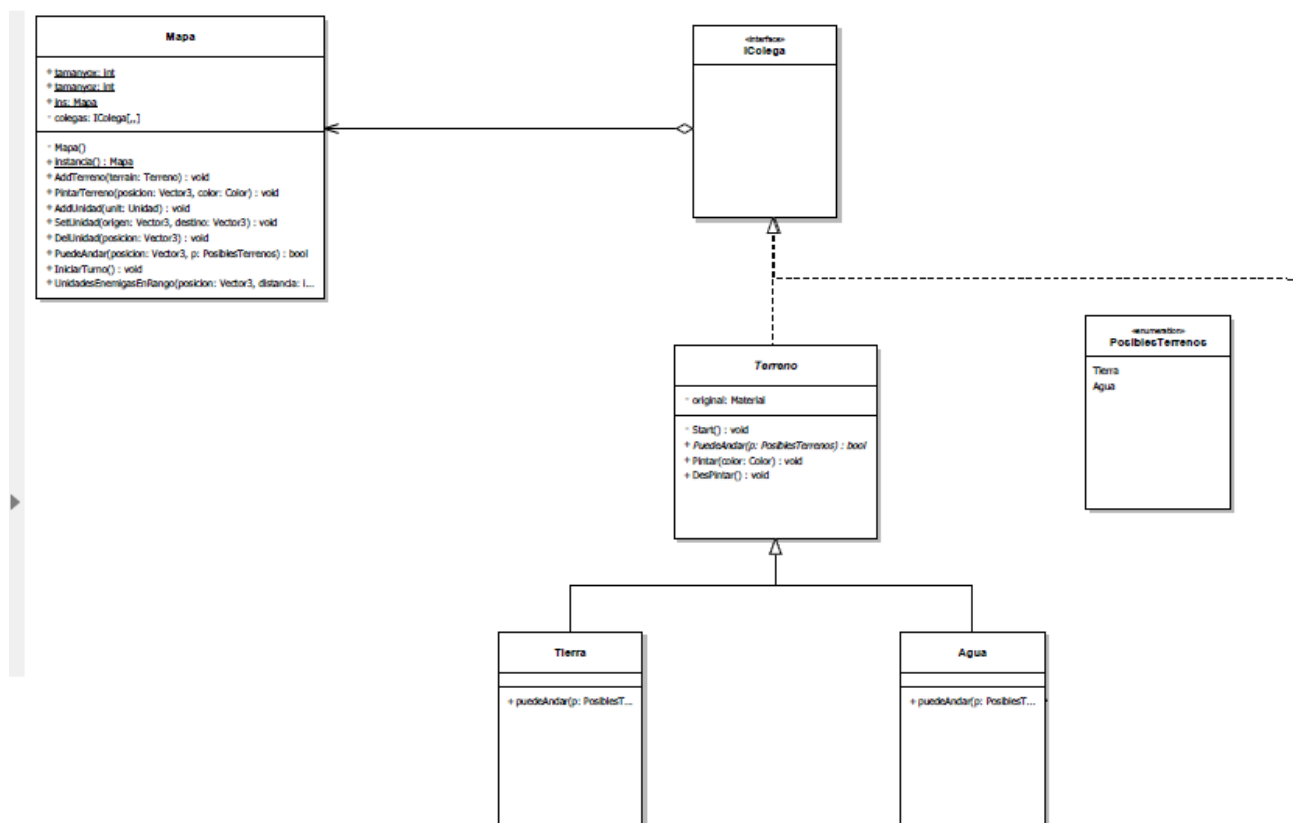 Mapa
+ tamanyox: int
+ tamanyoz: int
+ ins: Mapa
- colegas: IColega[,,]
- Mapa()
+ instancia() : Mapa
+ AddTerreno(terrain: Terreno) : void
+ PintarTerreno(posicion: Vector3, color: Color) : void
+ AddUnidad(unit: Unidad) : void
+ SetUnidad(origen: Vector3, destino: Vector3) : void
+ DelUnidad(posicion: Vector3) : void
+ PuedeAndar(posicion: Vector3, p: PosiblesTerrenos) : bool
+ IniciarTurno() : void
+ UnidadesEnemigasEnRango(posicion: Vector3, distancia: i...
«interface»
IColega
«enumeration»
PosiblesTerrenos
Tierra
Agua
Terreno
- original: Material
- Start() : void
+ PuedeAndar(p: PosiblesTerrenos) : bool
+ Pintar(color: Color) : void
+ DesPintar() : void
Tierra
+ puedeAndar(p: PosiblesT...
Agua
+ puedeAndar(p: PosiblesT...